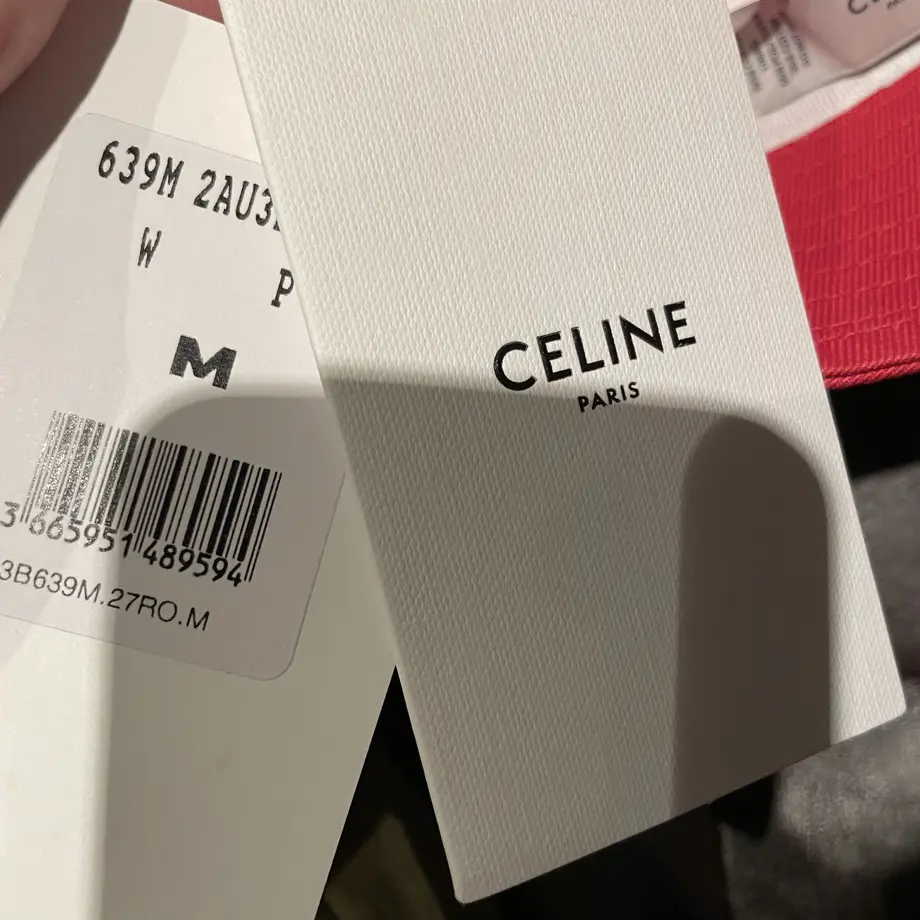 639M 2AU3
W
P
M
3 665951 489594
3B639M.27RO.M
CELINE
PARIS